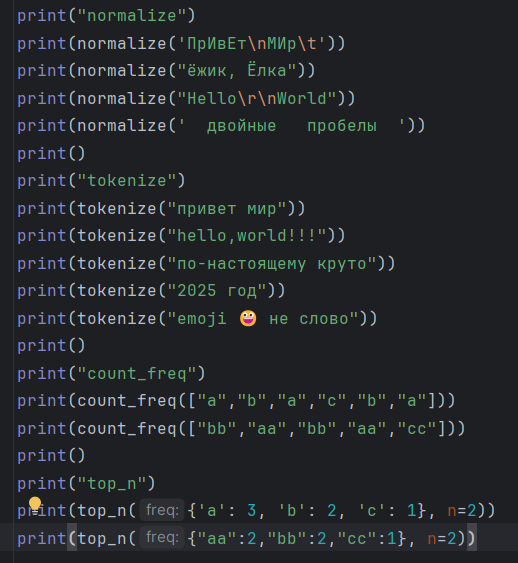 print("normalize")
print(normalize('ПрИвЕт\nМИр\t'))
print(normalize("ёжик, Ёлка"))
print(normalize("Hello\r\nWorld"))
print(normalize('  двойные   пробелы  '))
print()
print("tokenize")
print(tokenize("привет мир"))
print(tokenize("hello,world!!!"))
print(tokenize("по-настоящему круто"))
print(tokenize("2025 год"))
print(tokenize("emoji 😀 не слово"))
print()
print("count_freq")
print(count_freq(["a","b","a","c","b","a"]))
print(count_freq(["bb","aa","bb","aa","cc"]))
print()
print("top_n")
print(top_n( freq: {'a': 3, 'b': 2, 'c': 1}, n=2))
print(top_n( freq: {"aa":2,"bb":2,"cc":1}, n=2))